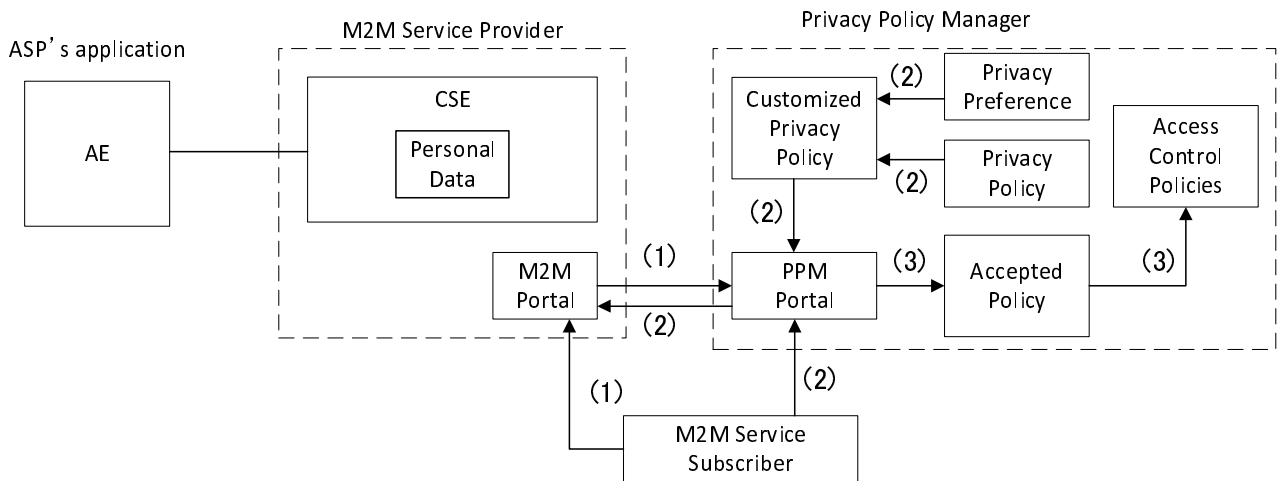 ASP's application
M2M Service Provider
Privacy Policy Manager
AE
CSE
Personal
Data
M2M
Portal
Customized
Privacy
Policy
(2)
Privacy
Preference
(2)
Privacy
Policy
Access
Control
Policies
(2)
(1)
(2)
PPM
Portal
(3)
Accepted
Policy
(3)
(1)
(2)
M2M Service
Subscriber